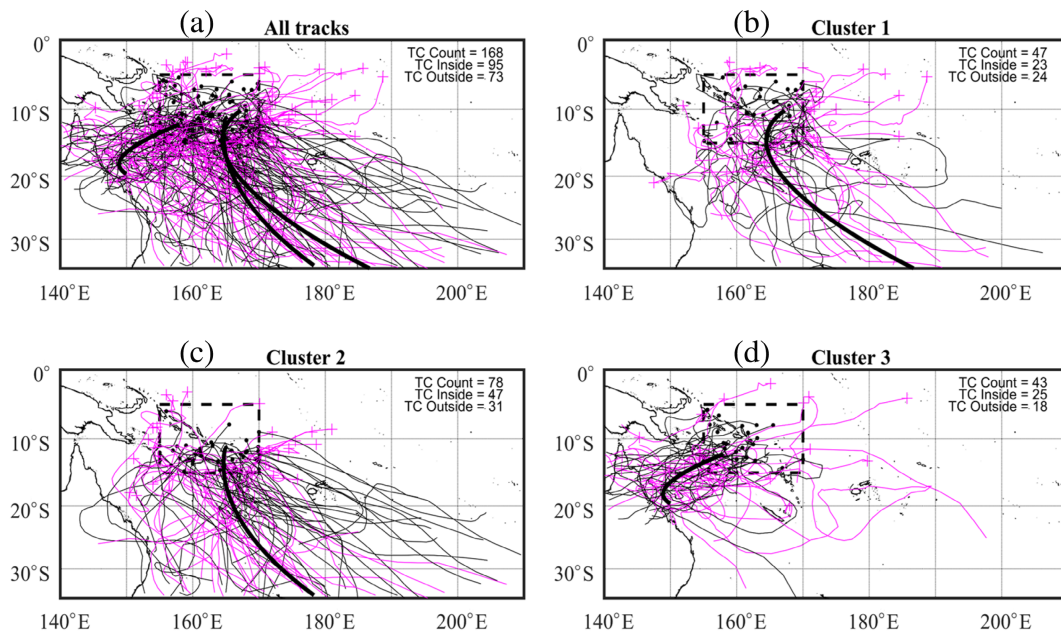 (a)
All tracks
TC Count = 168
TC Inside = 95
TC Outside = 73
0°
10°S
20°S
30°S
140°E 160°E 180°E 200°E
(b)
Cluster 1
TC Count = 47
TC Inside = 23
TC Outside = 24
0°
10°S
20°S
30°S
140°E 160°E 180°E 200°E
(c)
Cluster 2
TC Count = 78
TC Inside = 47
TC Outside = 31
0°
10°S
20°S
30°S
140°E 160°E 180°E 200°E
(d)
Cluster 3
TC Count = 43
TC Inside = 25
TC Outside = 18
0°
10°S
20°S
30°S
140°E 160°E 180°E 200°E